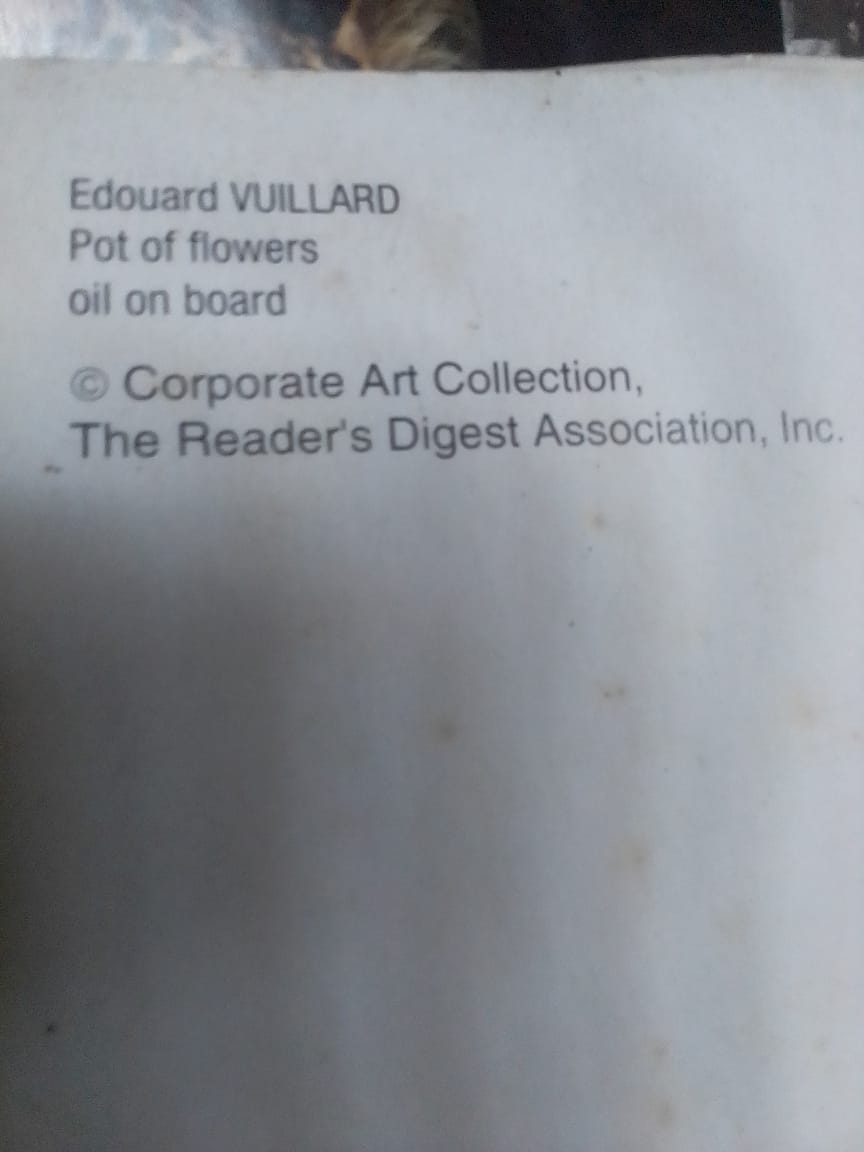 Edouard VUILLARD
Pot of flowers
oil on board
© Corporate Art Collection,
The Reader's Digest Association, Inc.